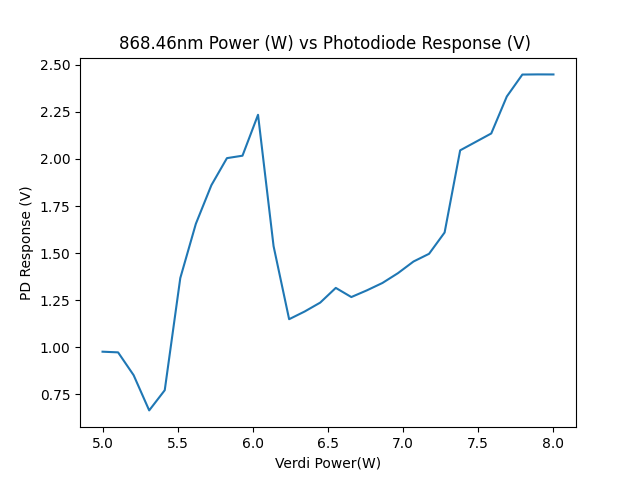 868.46nm Power (W) vs Photodiode Response (V)
2.50
2.25
2.00
1.75
1.50
1.25
1.00
0.75
PD Response (V)
5.0 5.5 6.0 6.5 7.0 7.5 8.0
Verdi Power(W)